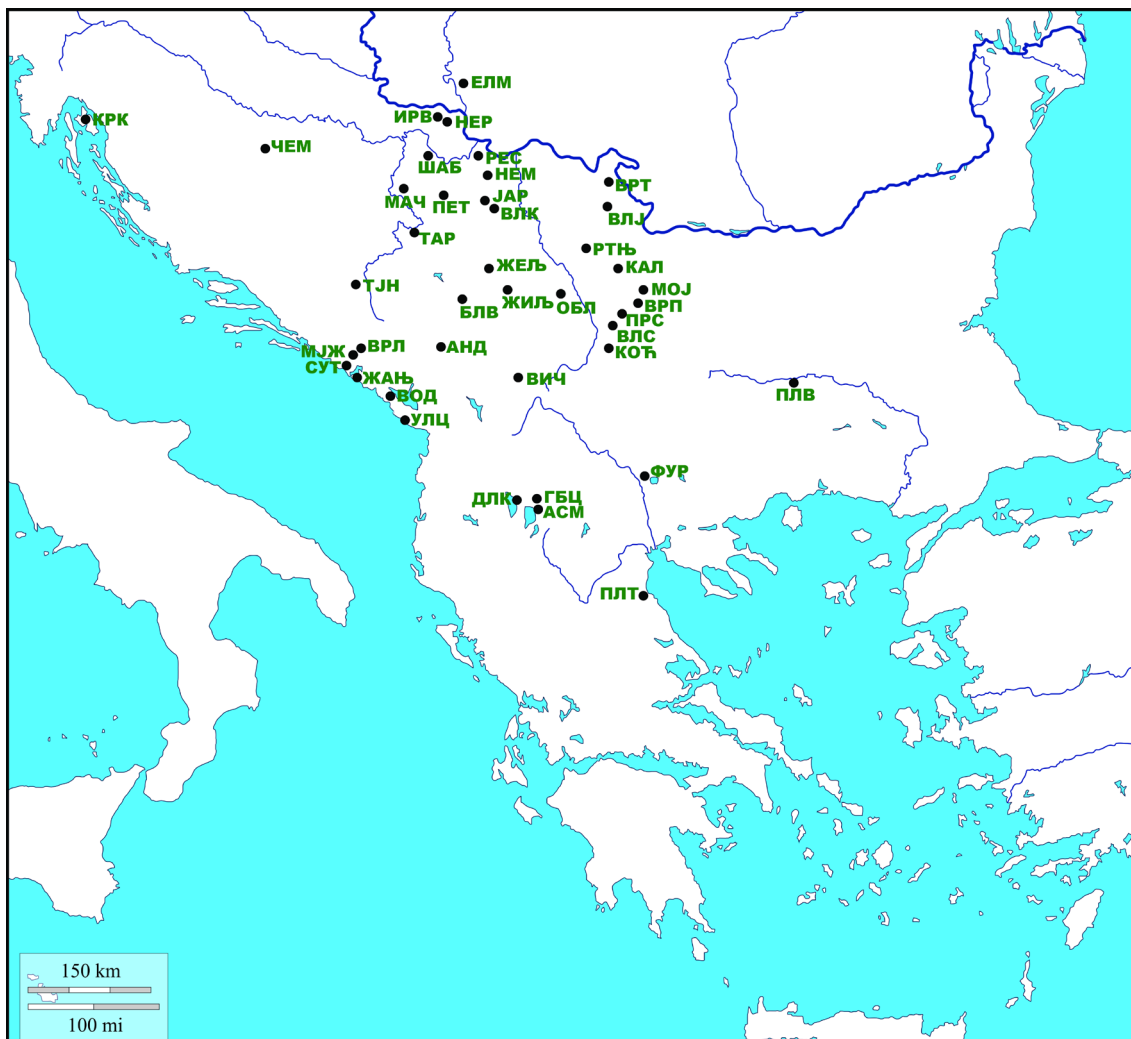 ЕЛМ
ИРВ
НЕР
КРК
ЧЕМ
ШАБ
РЕС
НЕМ
ВРТ
МАЧ
ПЕТ
ЈАР
ВЛК
ВЛЈ
ТАР
РТЊ
ЖЕЉ
КАЛ
ТЈН
БЛВ
ЖИЉ
ОБЛ
МОЈ
ВРП
ПРС
ВЛС
КОЋ
МЈЖ
ВРЛ
АНД
СУТ
ЖАЊ
ВИЧ
ВОД
ПЛВ
УЛЦ
ФУР
ДЛК
ГБЦ
АСМ
ПЛТ
150 km
100 mi